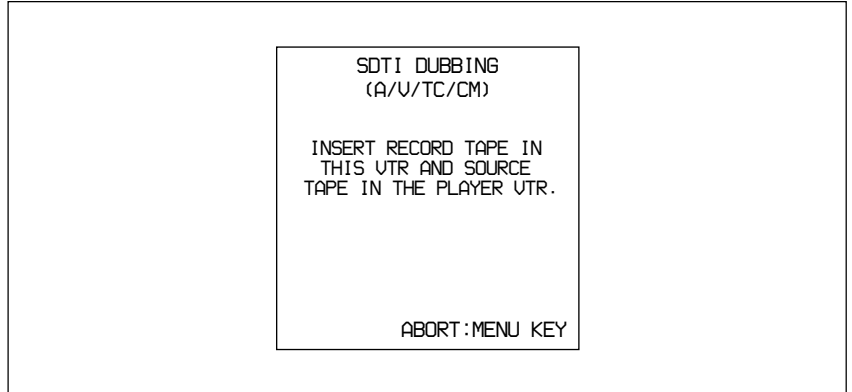 SDTI DUBBING
(A/V/TC/CM)
INSERT RECORD TAPE IN
THIS VTR AND SOURCE
TAPE IN THE PLAYER VTR.
ABORT:MENU KEY